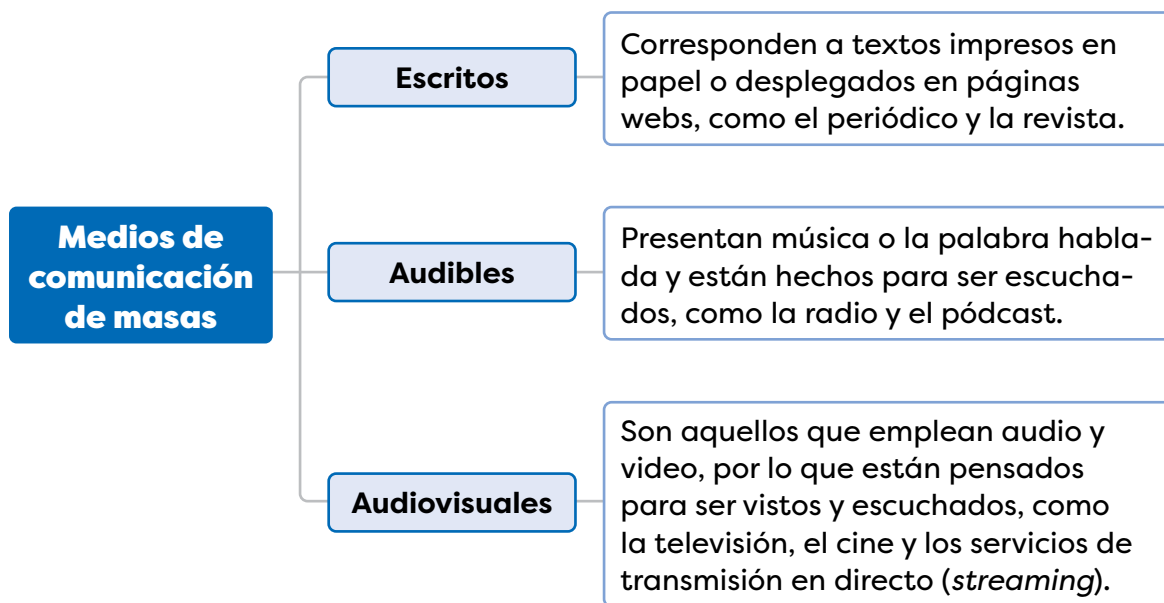 Medios de
comunicación
de masas
Escritos
Corresponden a textos impresos en
papel o desplegados en páginas
webs, como el periódico y la revista.
Audibles
Presentan música o la palabra habla-
da y están hechos para ser escucha-
dos, como la radio y el pódcast.
Audiovisuales
Son aquellos que emplean audio y
video, por lo que están pensados
para ser vistos y escuchados, como
la televisión, el cine y los servicios de
transmisión en directo (streaming).